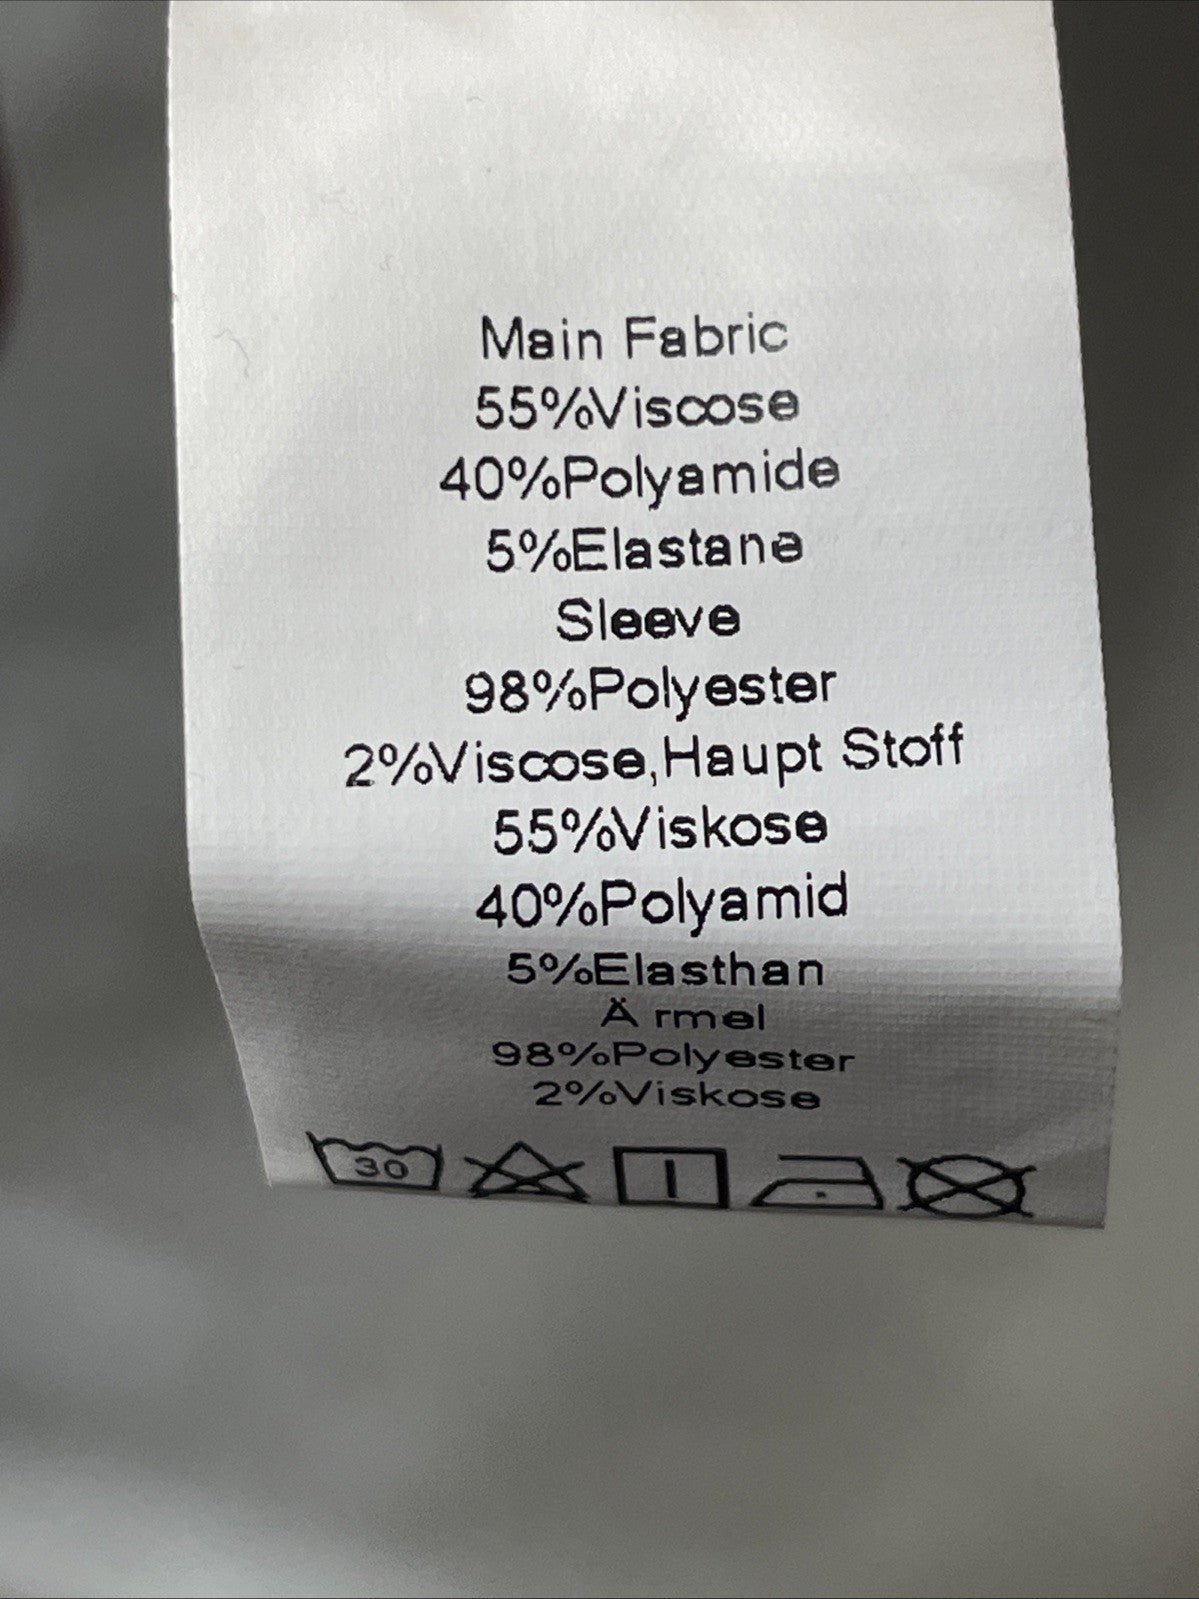 Main Fabric
55%Viscose
40%Polyamide
5%Elastane
Sleeve
98%Polyester
2%Viscose,Haupt Stoff
55%Viskose
40%Polyamid
5%Elasthan
Ä rmel
98%Polyester
2%Viskose
30